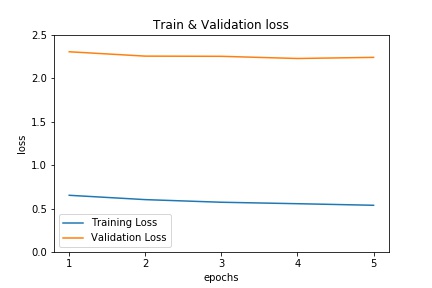 Train & Validation loss
2.5
2.0
1.5
1.0
0.5
0.0
loss
Training Loss
Validation Loss
1 2 3 4 5
epochs